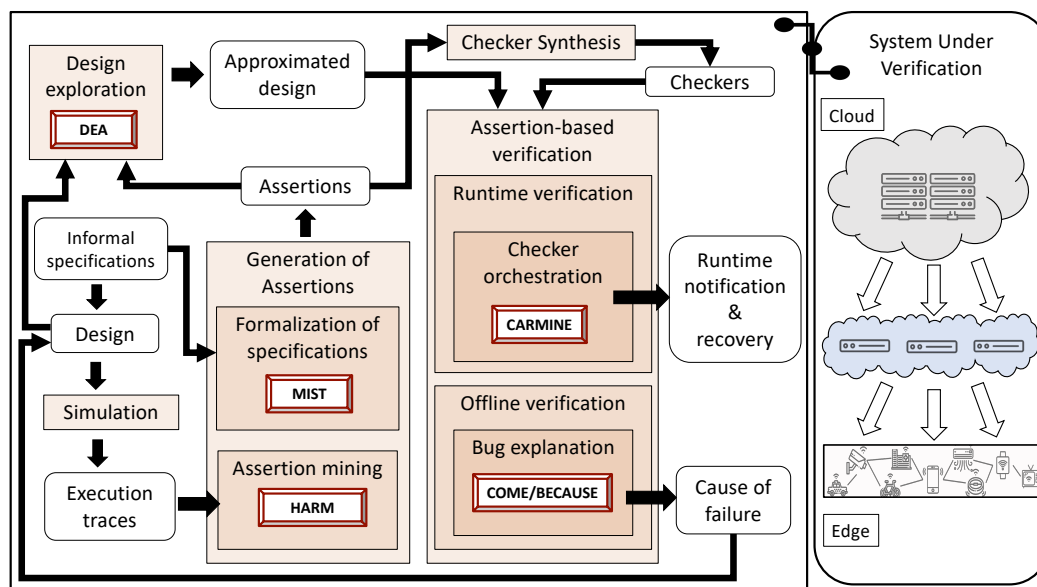 Design
exploration
DEA
Approximated
design
Checker Synthesis
Checkers
Assertions
Informal
specifications
Design
Simulation
Execution
traces
Generation of
Assertions
Formalization of
specifications
MIST
Assertion mining
HARM
Assertion-based
verification
Runtime verification
Checker
orchestration
CARMINE
Runtime
notification
&
recovery
Offline verification
Bug explanation
COME/BECAUSE
Cause of
failure
System Under
Verification
Cloud
Edge